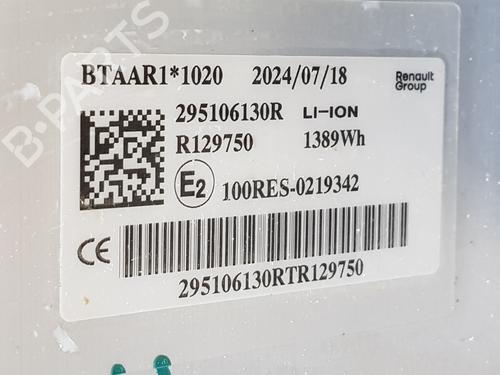 BTAAR1*1020 2024/07/18 Renault
Group
295106130R LI-ION
R129750 1389Wh
E2 100RES-0219342
CE
295106130RTR129750
B-PARTS